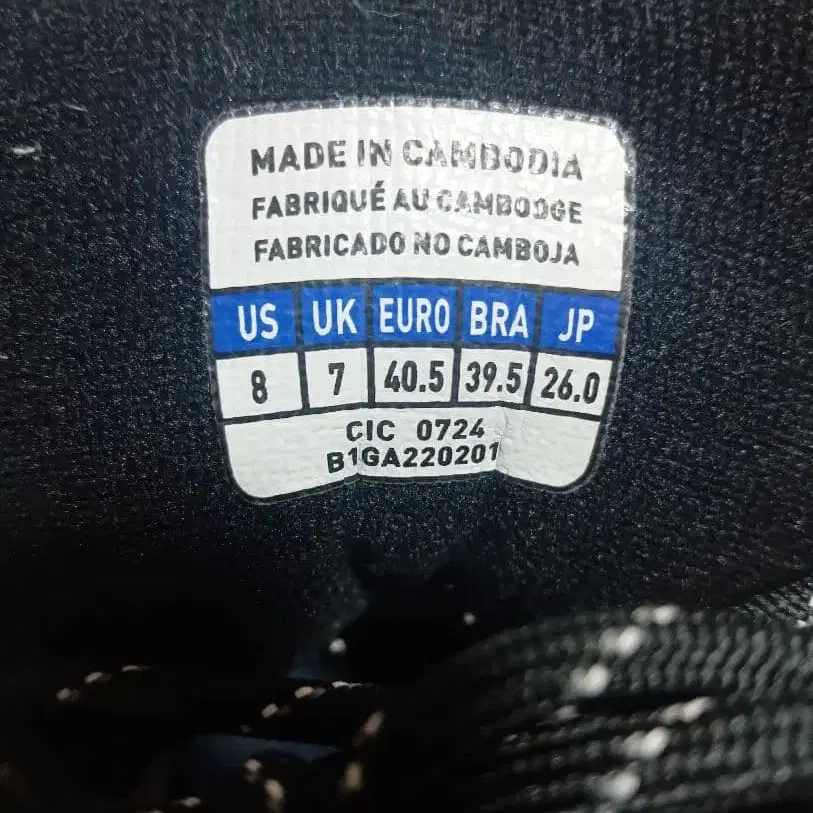 MADE IN CAMBODIA
FABRIQUÉ AU CAMBODGE
FABRICADO NO CAMBOJA
US UK EURO BRA JP
8 7 40.5 39.5 26.0
CIC 0724
B1GA220201